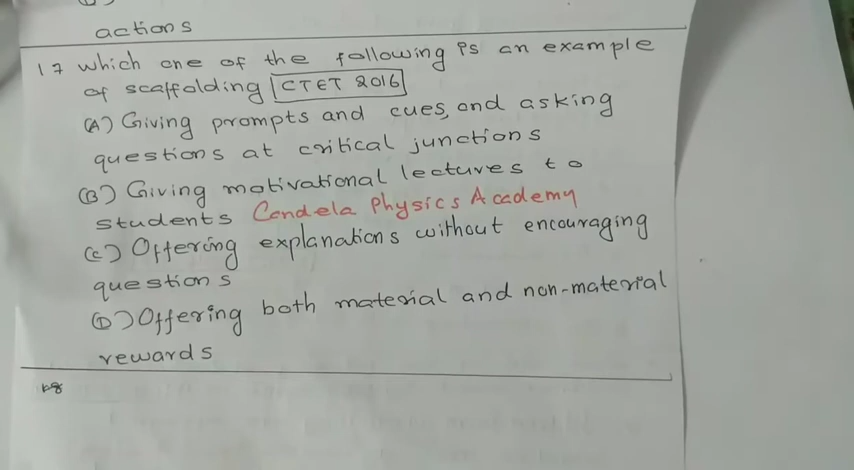 actions
17 which one of the following is an example
of scaffolding CTET 2016
(A) Giving prompts and cues, and asking
questions at critical junctions
(B) Giving motivational lectures to
students Candela Physics Academy
(C) Offering explanations without encouraging
questions
(D) Offering both material and non-material
rewards